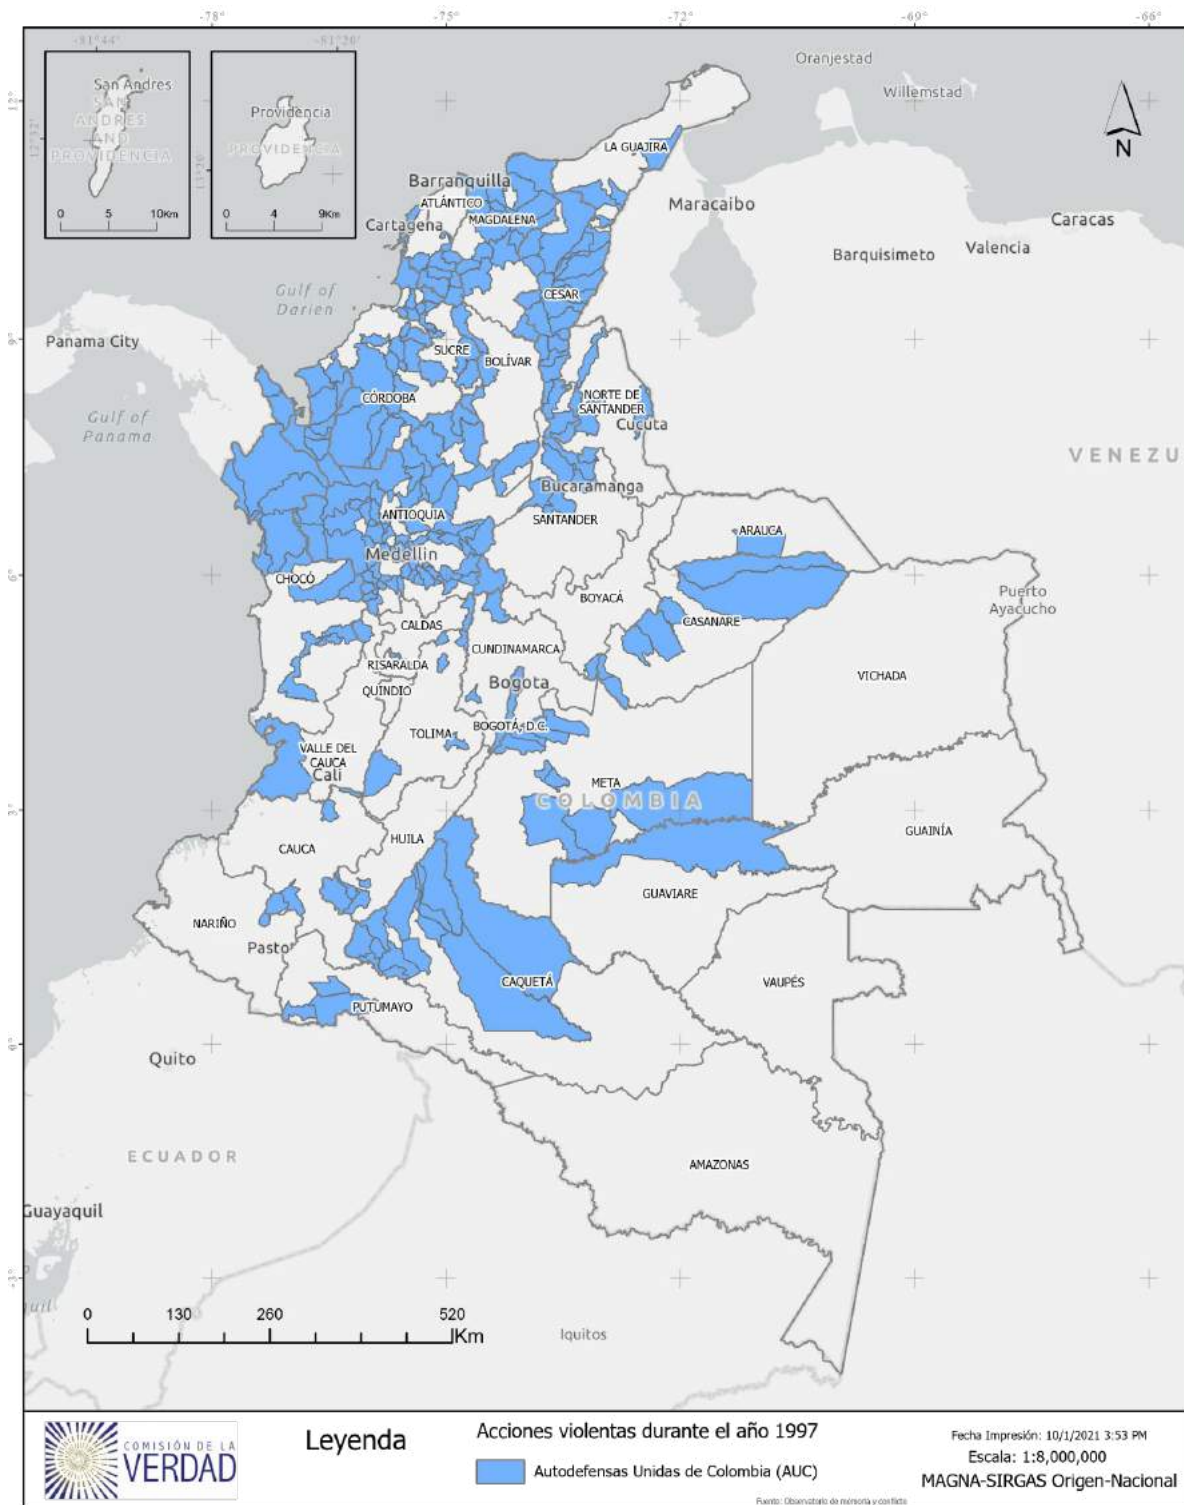 -78°
-75°
-72°
-69°
-66°
-81°44'
-81°20'
San Andres
SAN
ANDRES
AND
PROVIDENCIA
0 5 10Km
Providencia
PROVIDENCIA
0 4 9Km
Oranjestad
Willemstad
N
12°
LA GUAJIRA
Barranquilla
ATLÁNTICO
MAGDALENA
Cartagena
Maracaibo
Caracas
Valencia
Barquisimeto
Gulf of
Darien
CESAR
Panama City
SUCRE
BOLÍVAR
CÓRDOBA
NORTE DE
SANTANDER
Cucuta
Gulf of
Panama
VENEZU
Bucaramanga
ANTIOQUIA
SANTANDER
ARAUCA
Medellin
6°
CHOCÓ
BOYACÁ
Puerto
Ayacucho
CALDAS
CASANARE
CUNDINAMARCA
RISARALDA
VICHADA
Bogota
QUINDIO
BOGOTÁ, D.C.
TOLIMA
VALLE DEL
CAUCA
Cali
META
COLOMBIA
GUAINÍA
HUILA
CAUCA
GUAVIARE
NARIÑO
Pasto
CAQUETÁ
VAUPÉS
PUTUMAYO
0°
Quito
ECUADOR
AMAZONAS
Guayaquil
-3°
0 130 260 520
Km
Iquitos
COMISIÓN DE LA
VERDAD
Leyenda
Acciones violentas durante el año 1997
Autodefensas Unidas de Colombia (AUC)
Fuente: Observatorio de memoria y conflicto
Fecha Impresión: 10/1/2021 3:53 PM
Escala: 1:8,000,000
MAGNA-SIRGAS Origen-Nacional